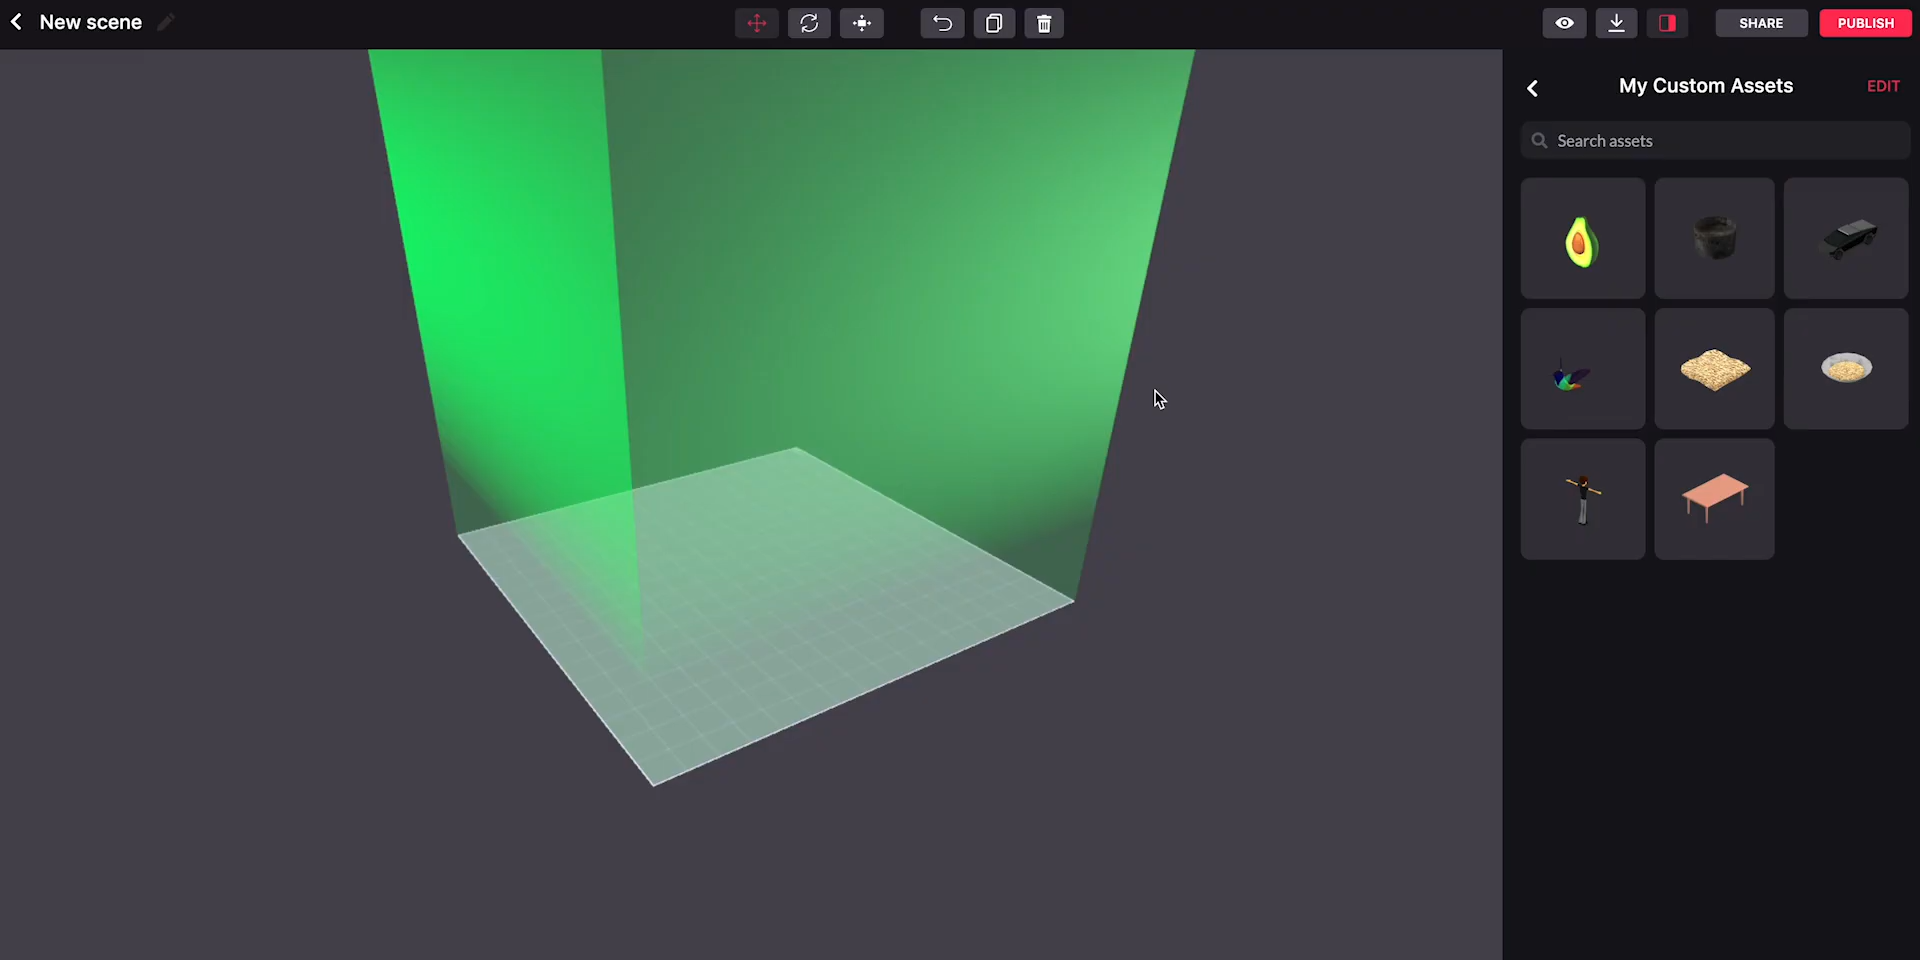 New scene
SHARE
PUBLISH
My Custom Assets
EDIT
Search assets